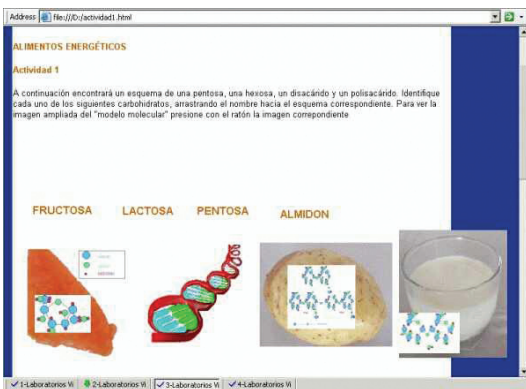 Address file:///D:/actividad1.html
ALIMENTOS ENERGÉTICOS
Actividad 1
A continuación encontrará un esquema de una pentosa, una hexosa, un disacárido y un polisacárido. Identifique
cada uno de los siguientes carbohidratos, arrastrando el nombre hacia el esquema correspondiente. Para ver la
imagen ampliada del "modelo molecular" presione con el ratón la imagen correpondiente
FRUCTOSA LACTOSA PENTOSA ALMIDON
1-Laboratorios Vi 2-Laboratorios Vi 3-Laboratorios Vi 4-Laboratorios Vi